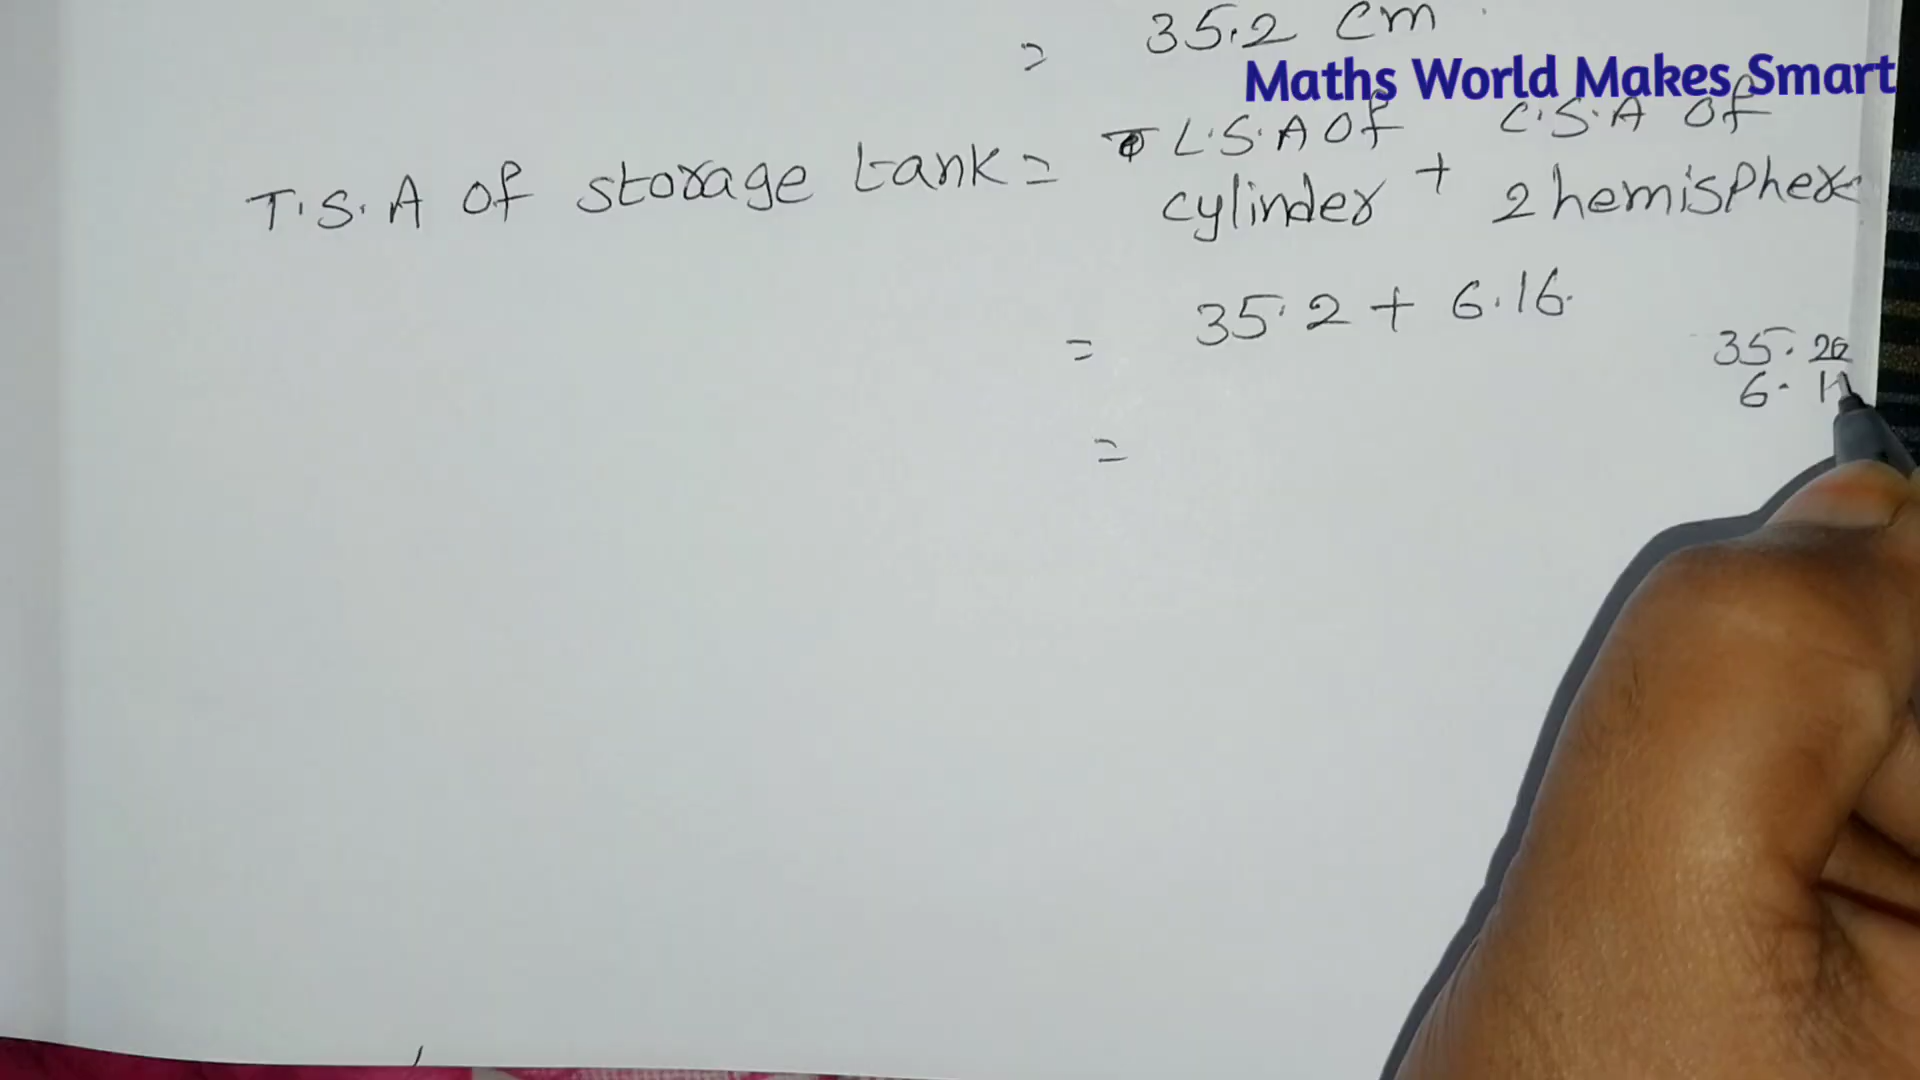 = 35.2 cm.
Maths World Makes Smart
T.S.A of storage tank = L.S.A of cylinder + C.S.A of 2 hemisphere
= 35.2 + 6.16.
35.20
6.1
=